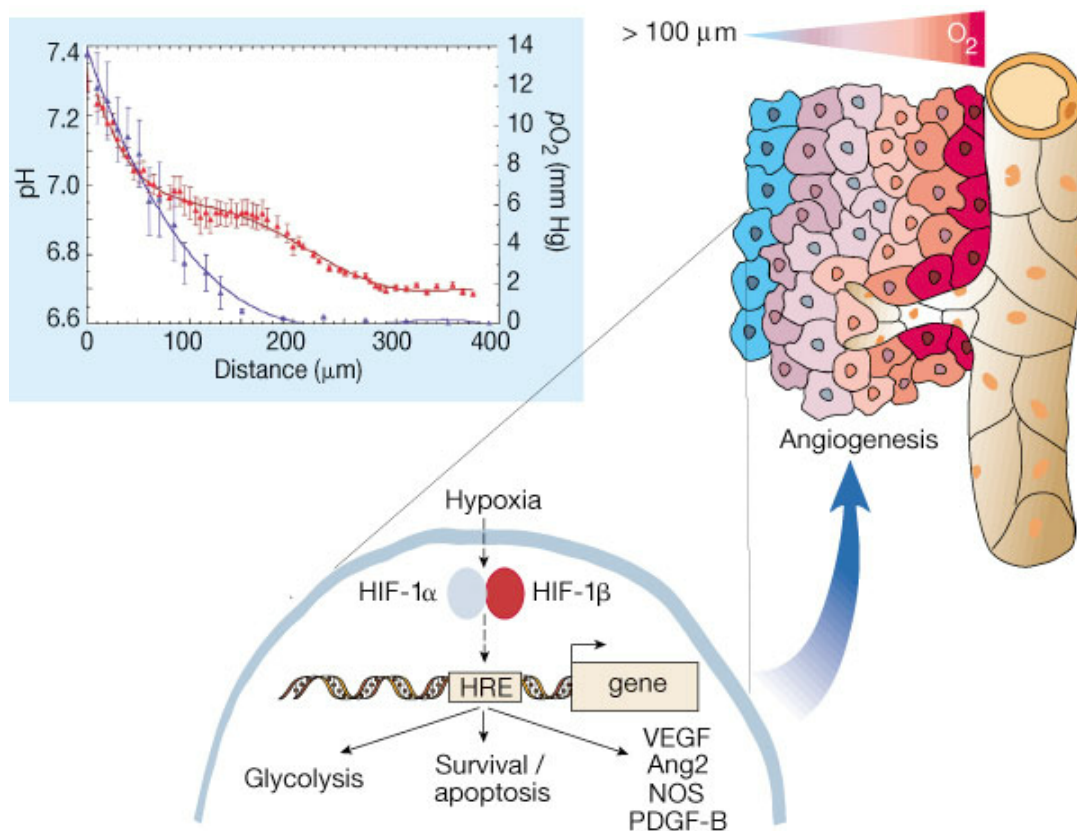 7.4
7.2
7.0
6.8
6.6
pH
14
12
10
8
6
4
2
0
pO2 (mm Hg)
0
100
200
300
400
Distance (μm)
> 100 μm
O2
Angiogenesis
Hypoxia
HIF-1α
HIF-1β
HRE
gene
Glycolysis
Survival /
apoptosis
VEGF
Ang2
NOS
PDGF-B